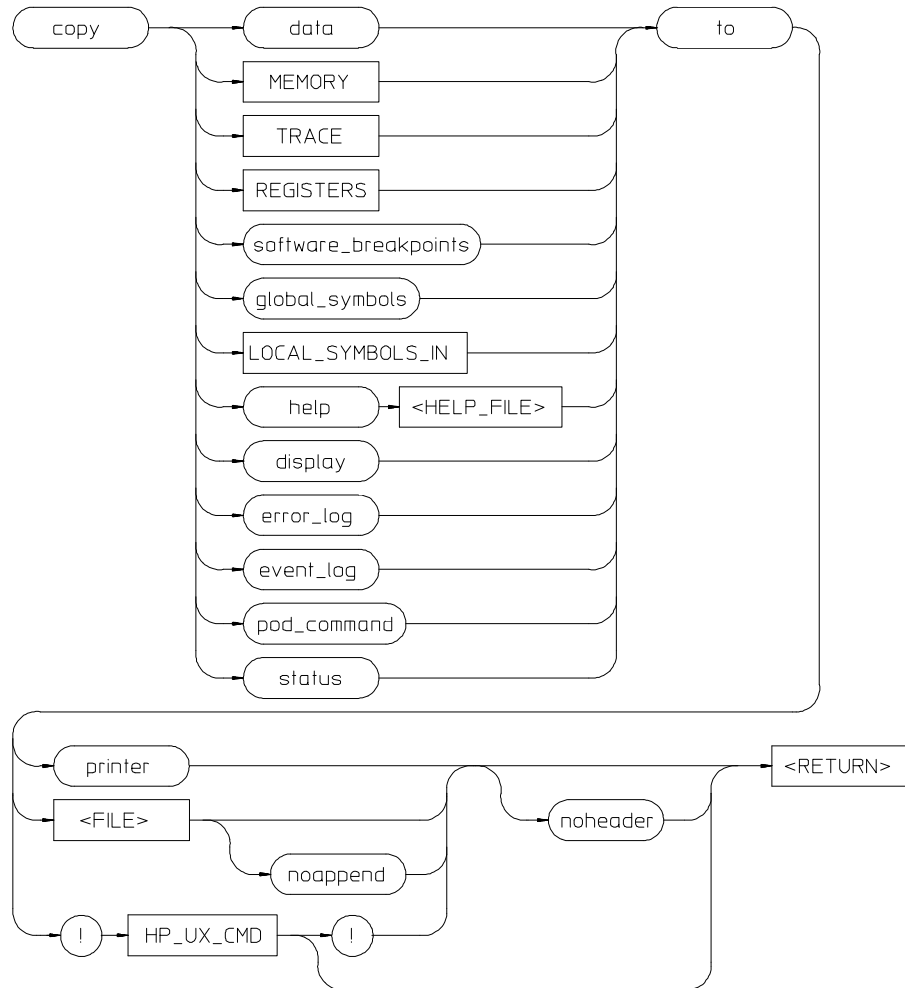 copy data to
MEMORY
TRACE
REGISTERS
software_breakpoints
global_symbols
LOCAL_SYMBOLS_IN
help <HELP_FILE>
display
error_log
event_log
pod_command
status
printer <RETURN>
<FILE> noheader
noappend
! HP_UX_CMD !